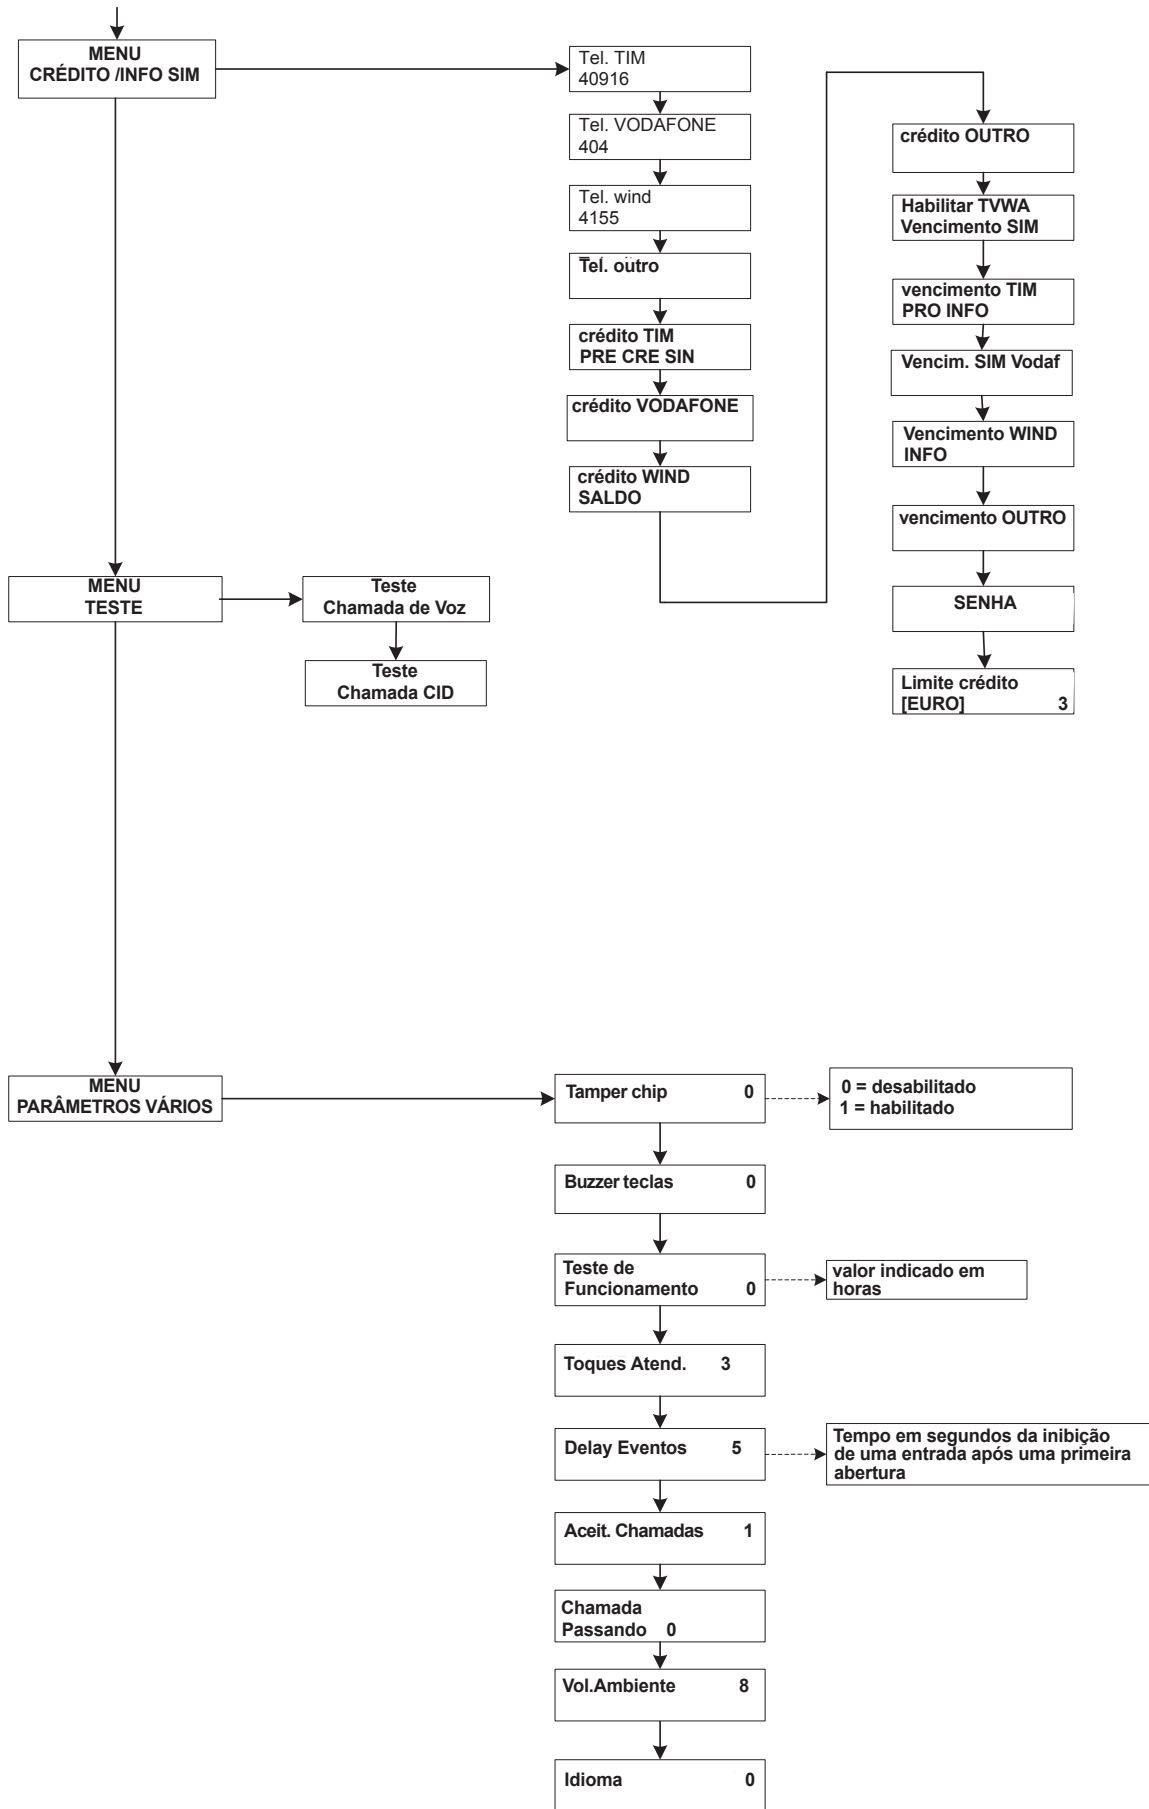 MENU
CRÉDITO /INFO SIM
Tel. TIM
40916
Tel. VODAFONE
404
Tel. wind
4155
Tel. outro
crédito TIM
PRE CRE SIN
crédito VODAFONE
crédito WIND
SALDO
crédito OUTRO
Habilitar TVWA
Vencimento SIM
vencimento TIM
PRO INFO
Vencim. SIM Vodaf
Vencimento WIND
INFO
vencimento OUTRO
SENHA
Limite crédito
[EURO] 3
MENU
TESTE
Teste
Chamada de Voz
Teste
Chamada CID
MENU
PARÂMETROS VÁRIOS
Tamper chip 0
0 = desabilitado
1 = habilitado
Buzzer teclas 0
Teste de
Funcionamento 0
valor indicado em
horas
Toques Atend. 3
Delay Eventos 5
Tempo em segundos da inibição
de uma entrada após uma primeira
abertura
Aceit. Chamadas 1
Chamada
Passando 0
Vol.Ambiente 8
Idioma 0